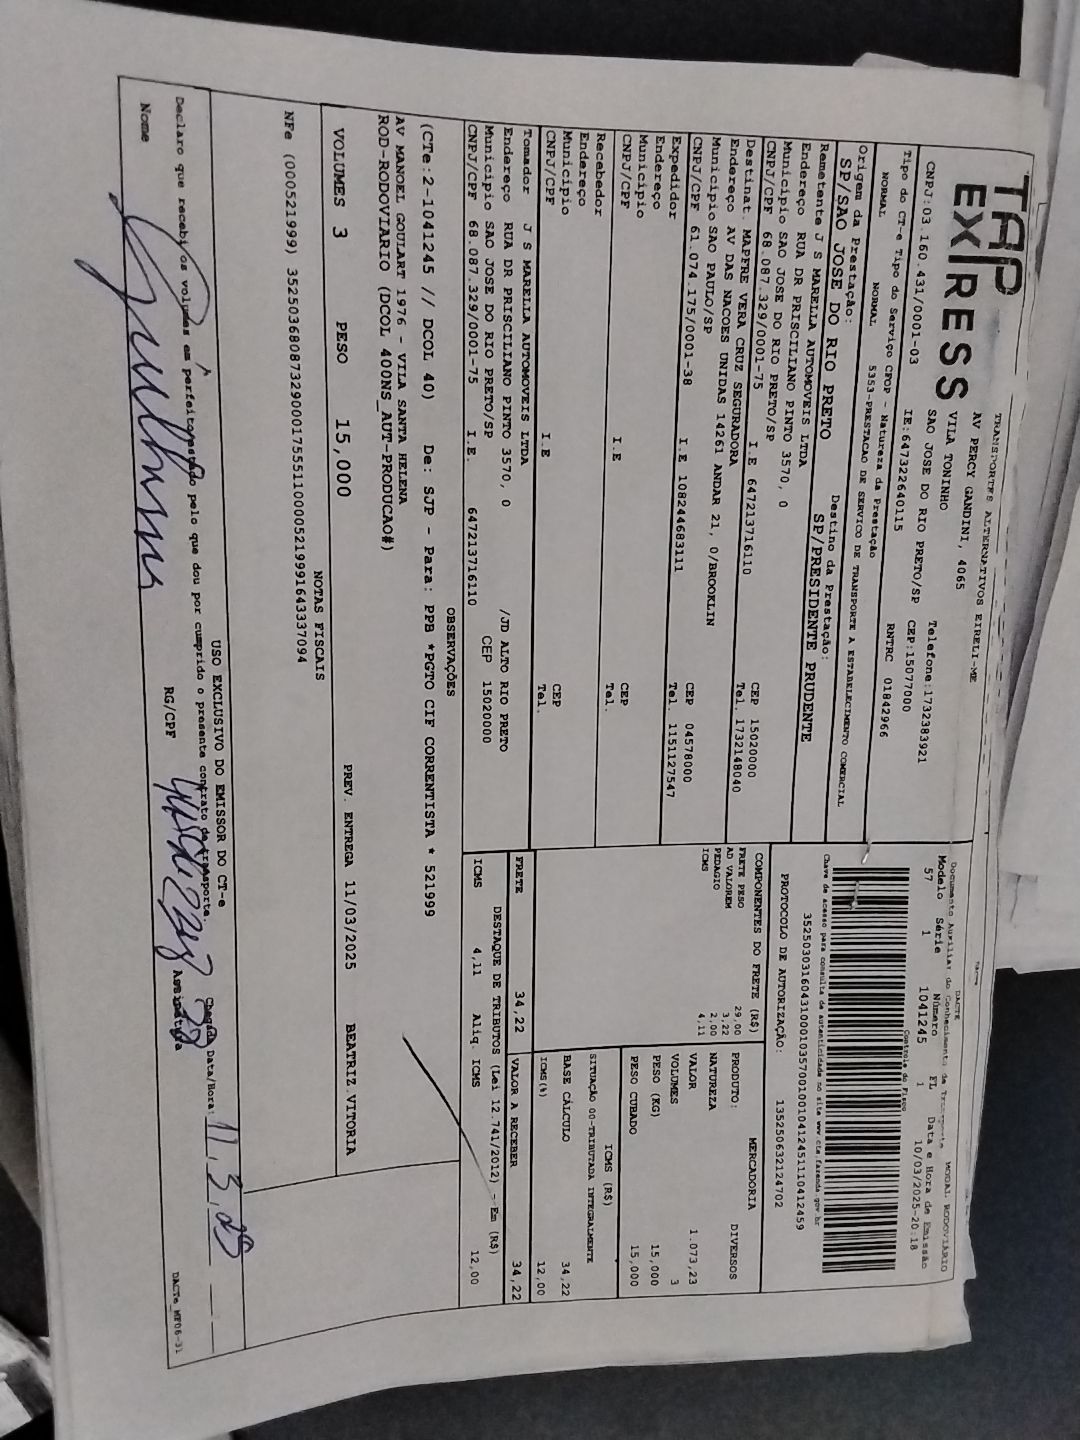 TAP
EXPRESS
TRANSPORTES ALTERNATIVOS EIRELI-ME
AV PERCY GANDINI, 4065
VILA TONINHO
SAO JOSE DO RIO PRETO/SP Telefone:1732383921
CNPJ:03.160.431/0001-03 IE:647322640115 CEP:15077000
Tipo do CT-e Tipo do Serviço CFOP - Natureza da Prestação RNTRC 01842966
NORMAL NORMAL 5353-PRESTACAO DE SERVICO DE TRANSPORTE A ESTABELECIMENTO COMERCIAL
Origem da Prestação: Destino da Prestação:
SP/SAO JOSE DO RIO PRETO SP/PRESIDENTE PRUDENTE
Remetente J S MARELLA AUTOMOVEIS LTDA
Endereço RUA DR PRISCILIANO PINTO 3570, 0
Município SAO JOSE DO RIO PRETO/SP CEP 15020000
CNPJ/CPF 68.087.329/0001-75 I.E 647213716110 Tel. 1732148040
Destinat. MAPFRE VERA CRUZ SEGURADORA
Endereço AV DAS NACOES UNIDAS 14261 ANDAR 21, 0/BROOKLIN
Município SAO PAULO/SP CEP 04578000
CNPJ/CPF 61.074.175/0001-38 I.E 108244683111 Tel. 1151127547
Expedidor
Endereço
Município CEP
CNPJ/CPF I.E Tel.
Recebedor
Endereço
Município CEP
CNPJ/CPF I.E Tel.
Tomador J S MARELLA AUTOMOVEIS LTDA
Endereço RUA DR PRISCILIANO PINTO 3570, 0 /JD ALTO RIO PRETO
Município SAO JOSE DO RIO PRETO/SP CEP 15020000
CNPJ/CPF 68.087.329/0001-75 I.E. 647213716110
DACTE
Documento Auxiliar do Conhecimento de Transporte MODAL RODOVIÁRIO
Modelo Série Número FL Data e Hora de Emissão
57 1 1041245 1 10/03/2025-20:18
Controle do Fisco
Chave de acesso para consulta de autenticidade no site www.cte.fazenda.gov.br
35250303160431000103570010010412451110412459
PROTOCOLO DE AUTORIZAÇÃO: 135250632124702
COMPONENTES DO FRETE (R$)
FRETE PESO 29,00
AD VALOREM 3,22
PEDAGIO 2,00
ICMS 4,11
MERCADORIA
PRODUTO: DIVERSOS
NATUREZA
VALOR 1.073,23
VOLUMES 3
PESO (KG) 15,000
PESO CUBADO 15,000
ICMS (R$)
SITUAÇÃO 00-TRIBUTADA INTEGRALMENTE
BASE CÁLCULO 34,22
ICMS(%) 12,00
FRETE 34,22 VALOR A RECEBER 34,22
DESTAQUE DE TRIBUTOS (Lei 12.741/2012) - Em (R$)
ICMS 4,11 Aliq. ICMS 12,00
OBSERVAÇÕES
(CTe:2-1041245 // DCOL 40) De: SJP - Para: PPB *PGTO CIF CORRENTISTA * 521999
AV MANOEL GOULART 1976 - VILA SANTA HELENA
ROD-RODOVIARIO (DCOL 400NS_AUT-PRODUCAO#)
VOLUMES 3 PESO 15,000 PREV. ENTREGA 11/03/2025 BEATRIZ.VITORIA
NOTAS FISCAIS
NFe (000521999) 35250368087329000175551100005219991643337094
USO EXCLUSIVO DO EMISSOR DO CT-e
Declaro que recebi os volumes em perfeito estado pelo que dou por cumprido o presente contrato de transporte. Chegada Data/Hora: 11.3.25
Nome RG/CPF Assinatura
DACTe_MF06-31